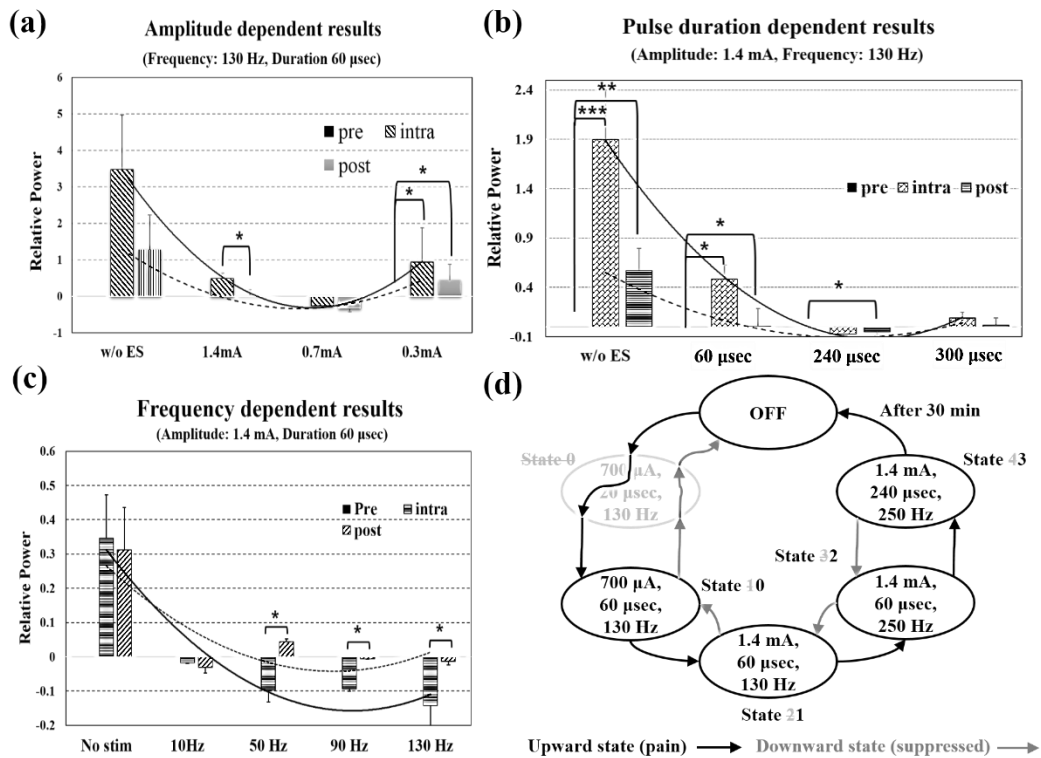 (a)
Amplitude dependent results
(Frequency: 130 Hz, Duration 60 μsec)
Relative Power
6
5
4
3
2
1
0
-1
pre
intra
post
*
*
*
w/o ES
1.4mA
0.7mA
0.3mA
(b)
Pulse duration dependent results
(Amplitude: 1.4 mA, Frequency: 130 Hz)
Relative Power
2.4
1.9
1.4
0.9
0.4
-0.1
**
***
pre
intra
post
*
*
*
w/o ES
60 μsec
240 μsec
300 μsec
(c)
Frequency dependent results
(Amplitude: 1.4 mA, Duration 60 μsec)
Relative Power
0.6
0.5
0.4
0.3
0.2
0.1
0
-0.1
-0.2
Pre
intra
post
*
*
*
No stim
10Hz
50 Hz
90 Hz
130 Hz
(d)
OFF
After 30 min
State 0
700 μA,
20 μsec,
130 Hz
1.4 mA,
240 μsec,
250 Hz
State 43
State 32
700 μA,
60 μsec,
130 Hz
State 10
1.4 mA,
60 μsec,
250 Hz
1.4 mA,
60 μsec,
130 Hz
State 21
Upward state (pain)
Downward state (suppressed)